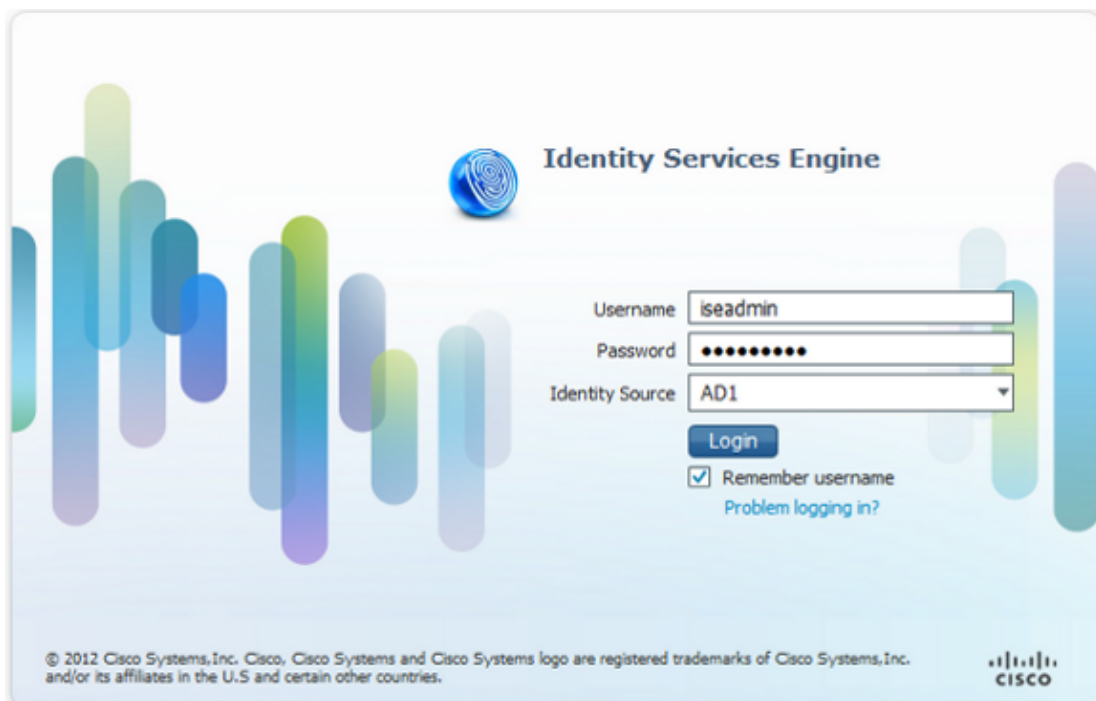 Identity Services Engine
Username iseadmin
Password •••••••••
Identity Source AD1
Login
Remember username
Problem logging in?
© 2012 Cisco Systems,Inc. Cisco, Cisco Systems and Cisco Systems logo are registered trademarks of Cisco Systems,Inc.
and/or its affiliates in the U.S and certain other countries.
CISCO